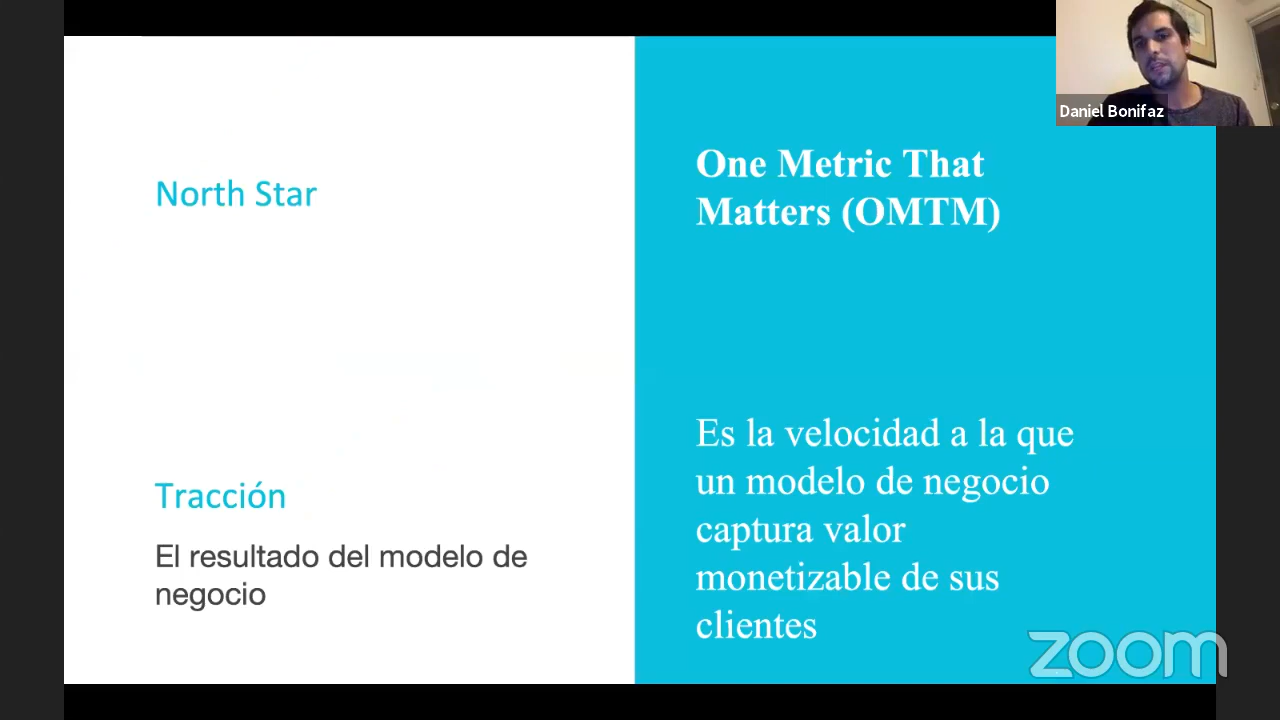 North Star
Tracción
El resultado del modelo de
negocio
One Metric That
Matters (OMTM)
Es la velocidad a la que
un modelo de negocio
captura valor
monetizable de sus
clientes
Daniel Bonifaz
zoom